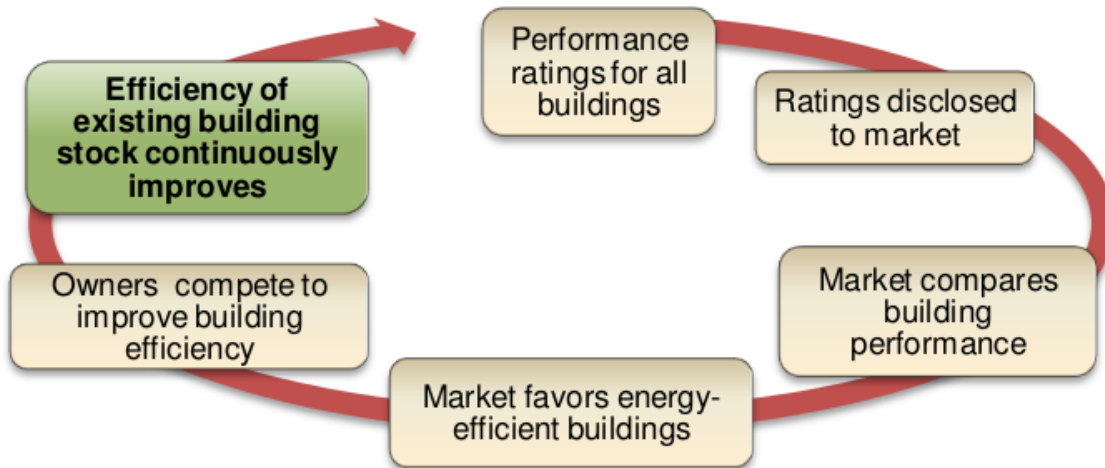 Performance
ratings for all
buildings
Ratings disclosed
to market
Market compares
building
performance
Market favors energy-
efficient buildings
Owners compete to
improve building
efficiency
Efficiency of
existing building
stock continuously
improves